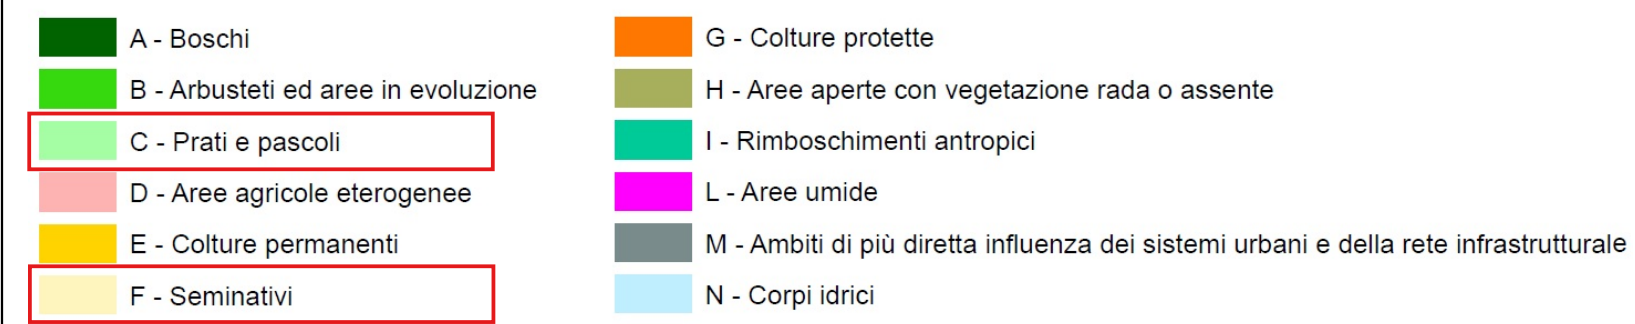 A - Boschi
B - Arbusteti ed aree in evoluzione
C - Prati e pascoli
D - Aree agricole eterogenee
E - Colture permanenti
F - Seminativi
G - Colture protette
H - Aree aperte con vegetazione rada o assente
I - Rimboschimenti antropici
L - Aree umide
M - Ambiti di più diretta influenza dei sistemi urbani e della rete infrastrutturale
N - Corpi idrici